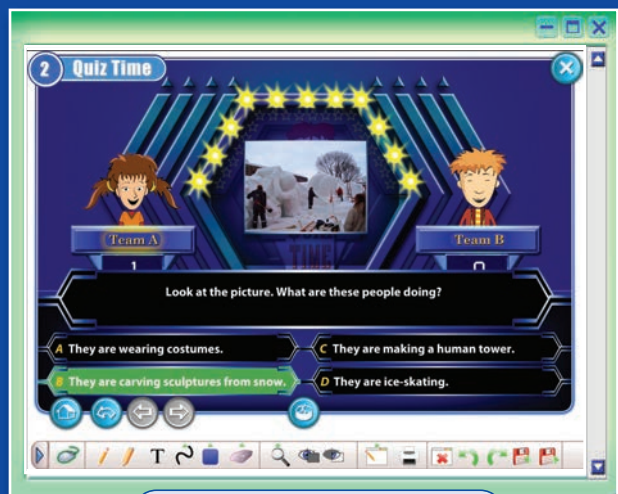 2 Quiz Time
Team A
Team B
1
0
Look at the picture. What are these people doing?
A They are wearing costumes.
C They are making a human tower.
B They are carving sculptures from snow.
D They are ice-skating.
T